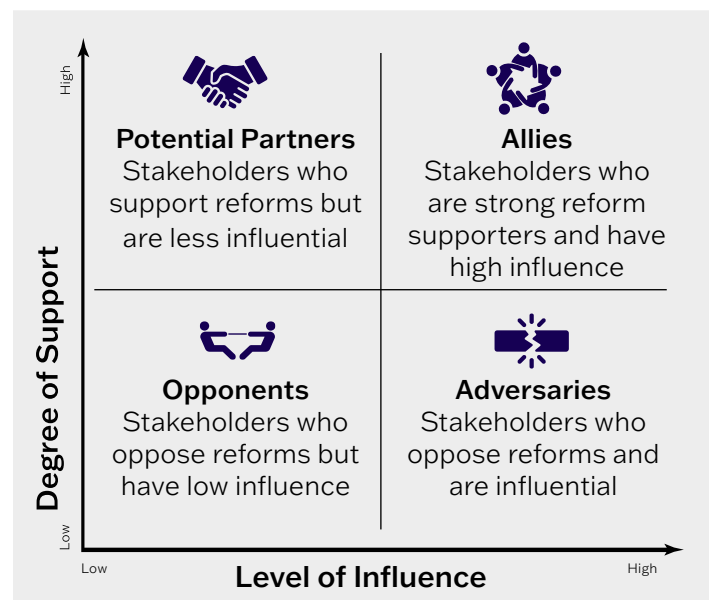 High
Potential Partners
Stakeholders who
support reforms but
are less influential
Allies
Stakeholders who
are strong reform
supporters and have
high influence
Degree of Support
Opponents
Stakeholders who
oppose reforms but
have low influence
Adversaries
Stakeholders who
oppose reforms and
are influential
Low
Low
Level of Influence
High